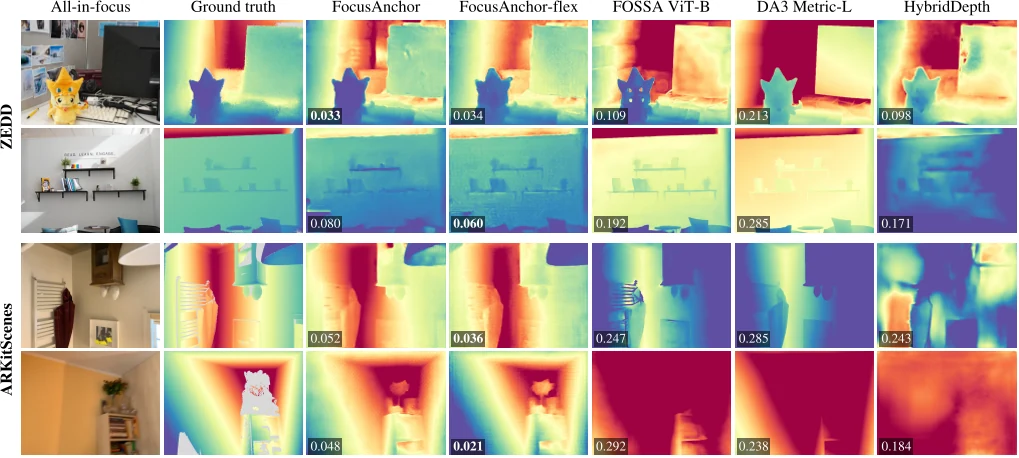 All-in-focus Ground truth FocusAnchor FocusAnchor-flex FOSSA ViT-B DA3 Metric-L HybridDepth
ZEDD
0.033 0.034 0.109 0.213 0.098
0.080 0.060 0.192 0.285 0.171
ARKitScenes
0.052 0.036 0.247 0.285 0.243
0.048 0.021 0.292 0.238 0.184